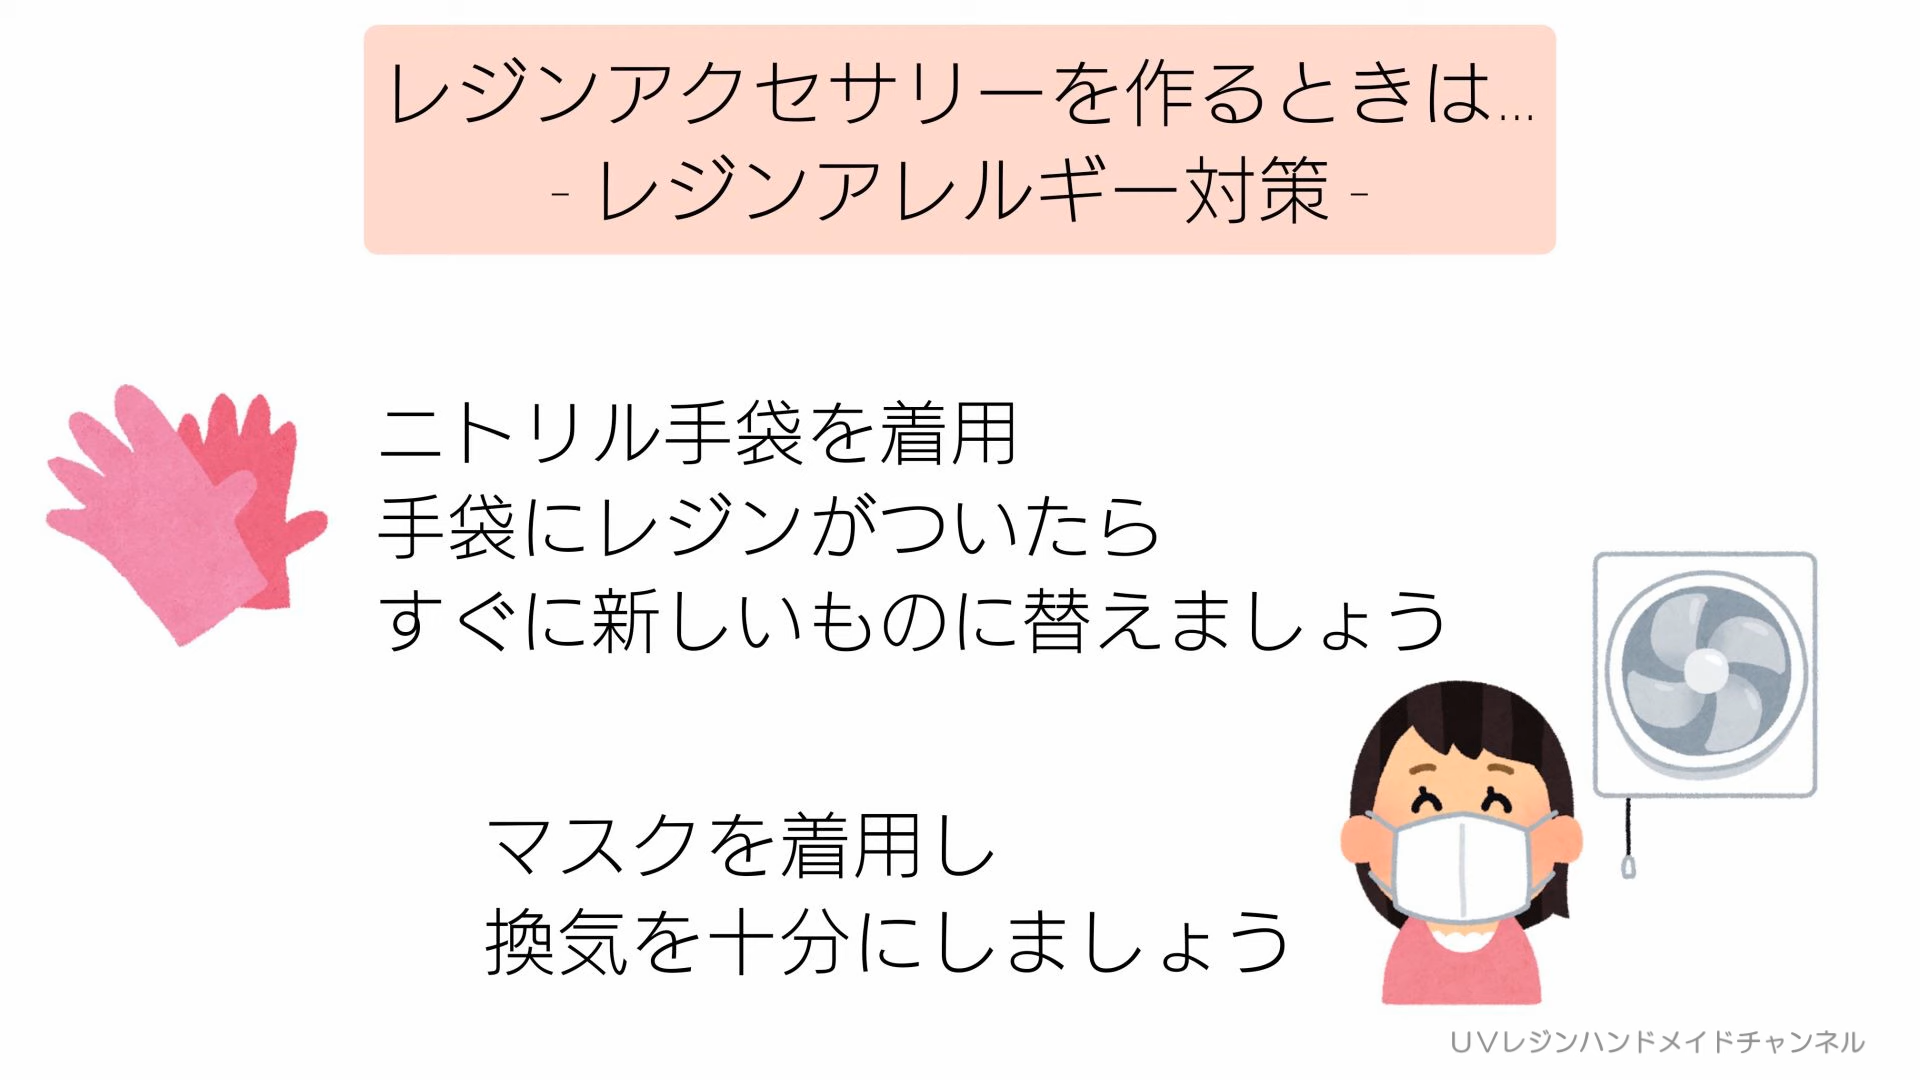 レジンアクセサリーを作るときは...
- レジンアレルギー対策 -
ニトリル手袋を着用
手袋にレジンがついたら
すぐに新しいものに替えましょう
マスクを着用し
換気を十分にしましょう
UVレジンハンドメイドチャンネル